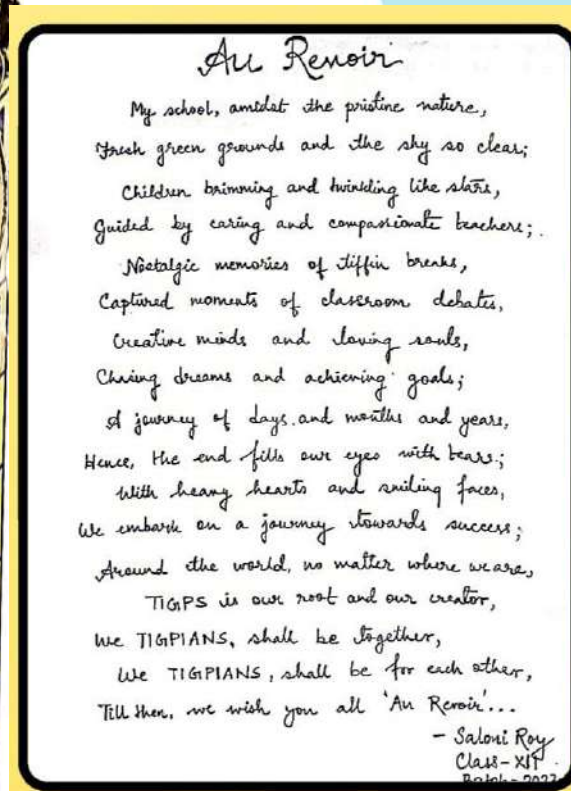 Au Revoir
My school, amidst the pristine nature,
Fresh green grounds and the sky so clear;
Children brimming and twinkling like stars,
Guided by caring and compassionate teachers;
Nostalgic memories of tiffin breaks,
Captured moments of classroom debates,
Creative minds and loving souls,
Chasing dreams and achieving goals;
A journey of days and months and years,
Hence, the end fills our eyes with tears;
With heavy hearts and smiling faces,
We embark on a journey towards success;
Around the world, no matter where we are,
TIGPS is our root and our creator,
We TIGPIANS, shall be together,
We TIGPIANS, shall be for each other,
Till then, we wish you all 'Au Revoir'...
- Saloni Roy
Class-XII
Batch-2023